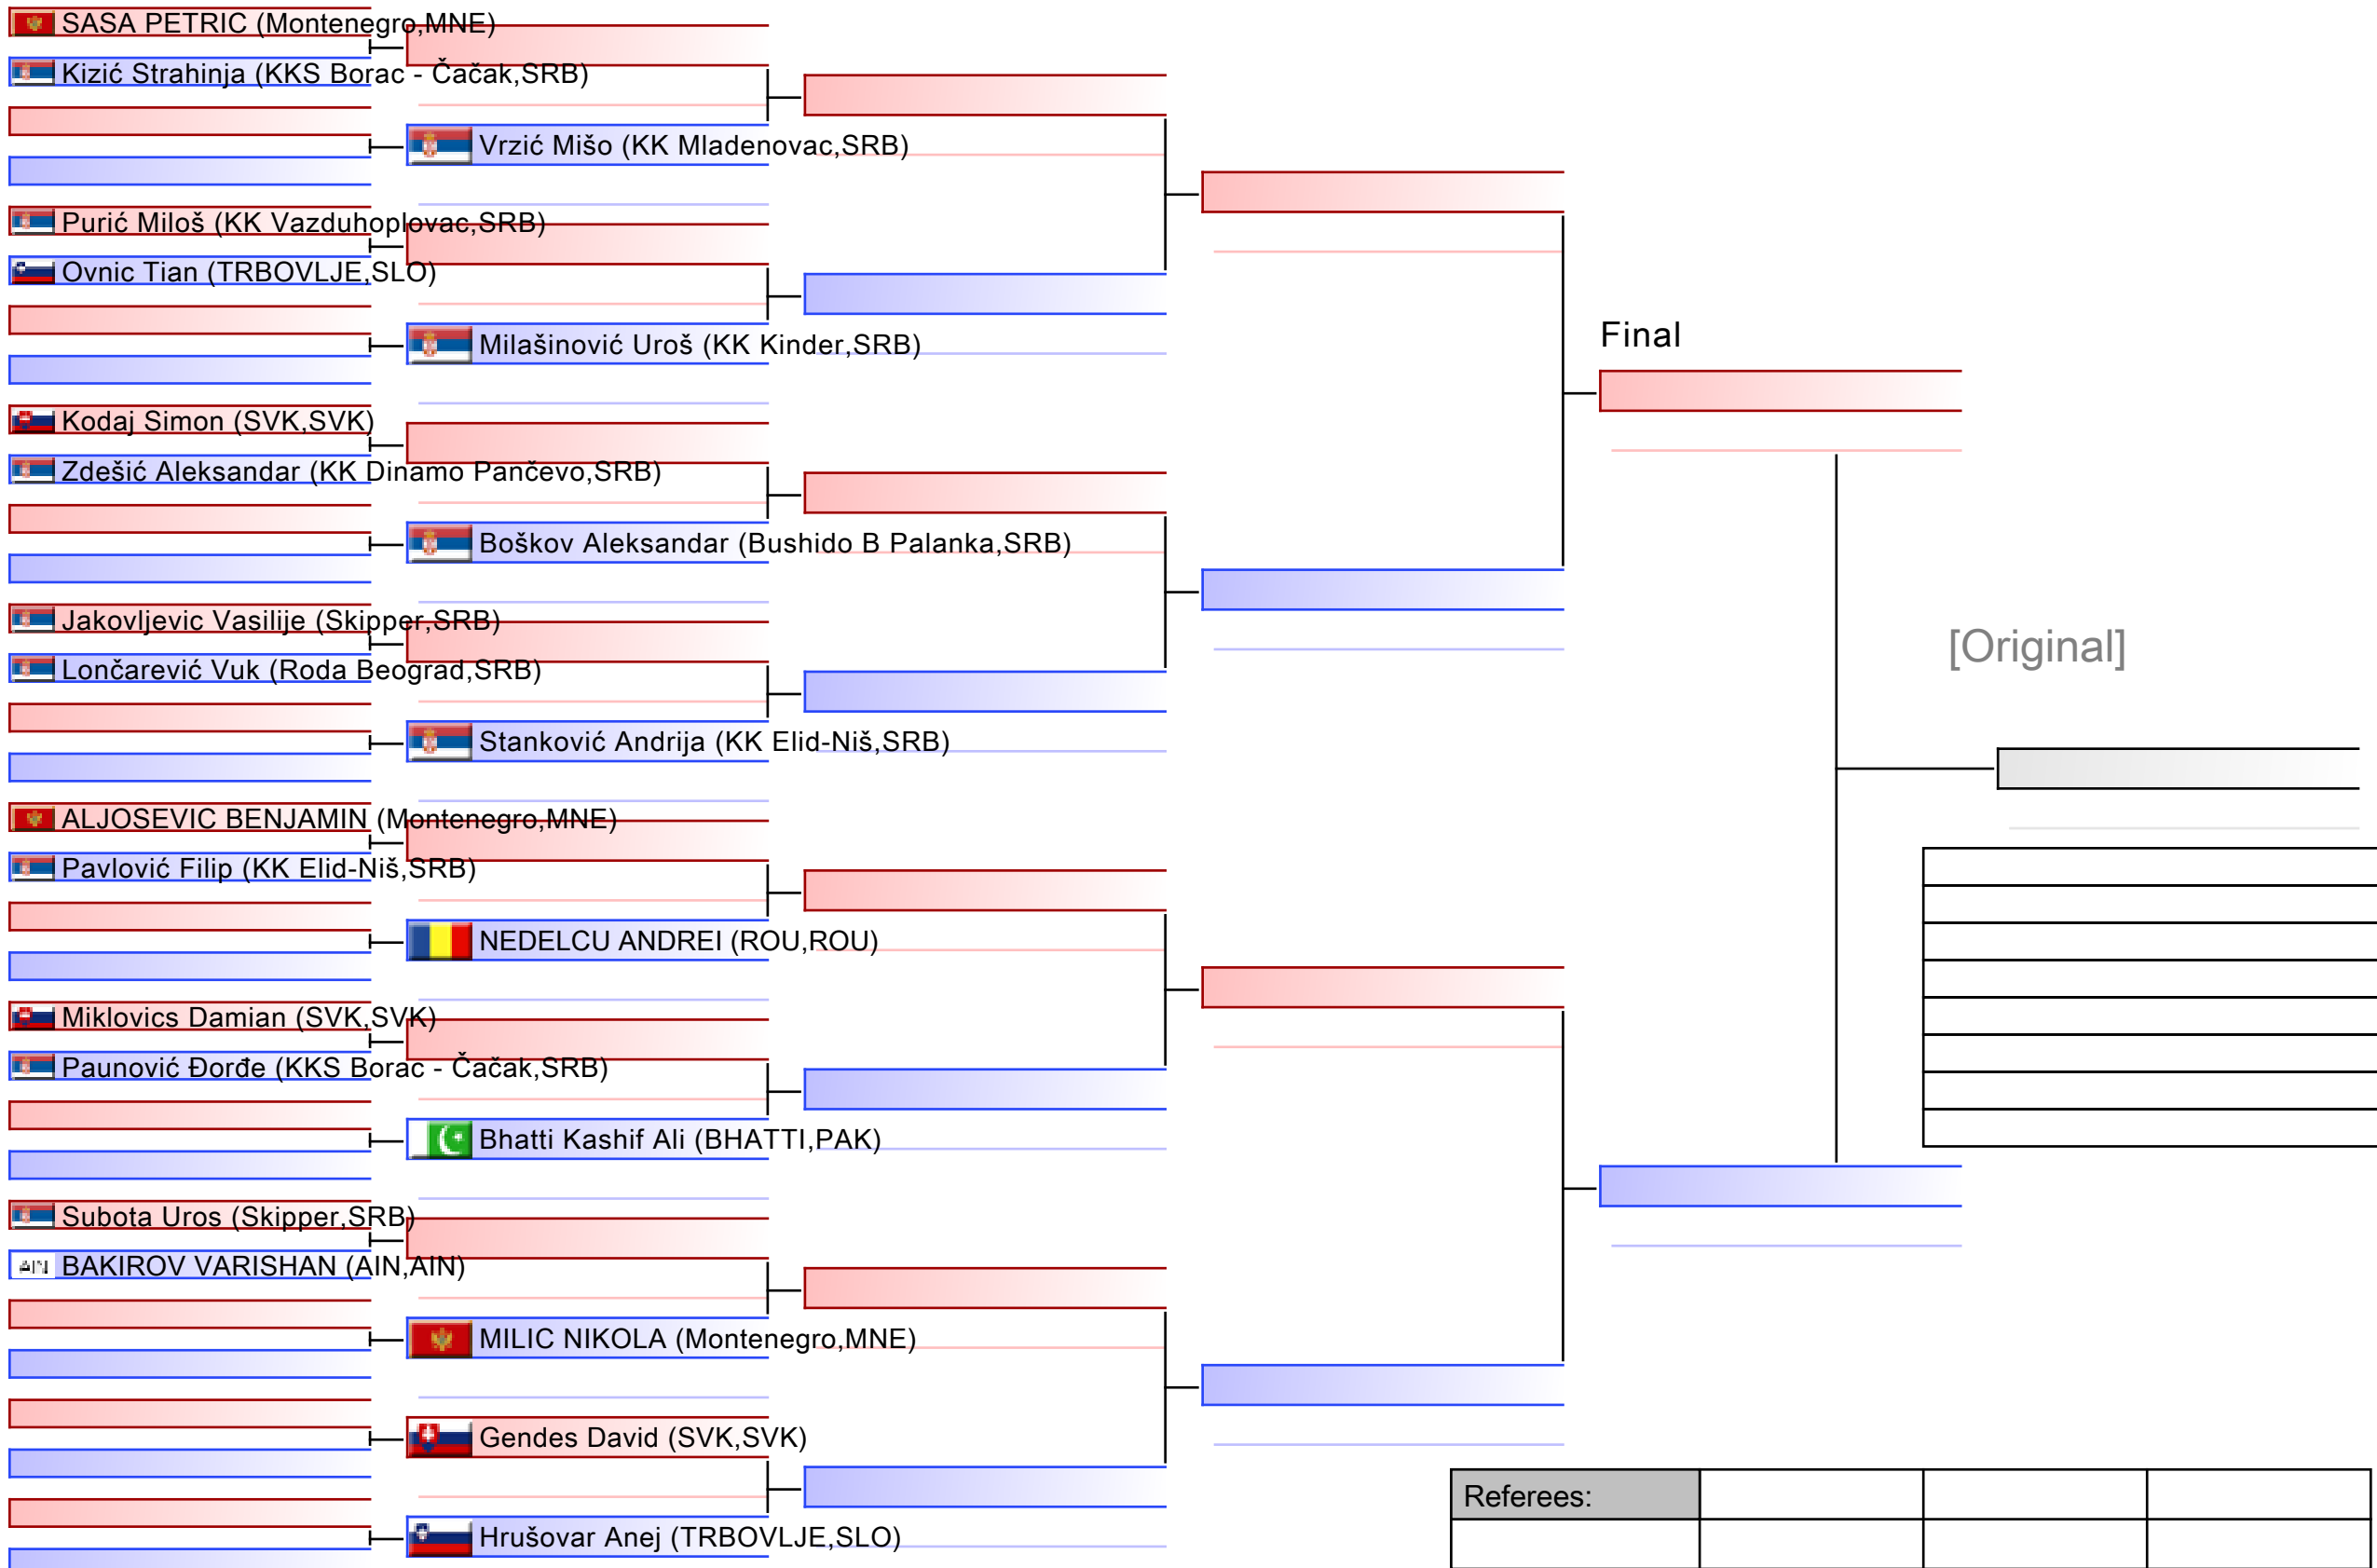 SASA PETRIC (Montenegro,MNE)
Kizić Strahinja (KKS Borac - Čačak,SRB)
Vrzić Mišo (KK Mladenovac,SRB)
Purić Miloš (KK Vazduhoplovac,SRB)
Ovnic Tian (TRBOVLJE,SLO)
Milašinović Uroš (KK Kinder,SRB)
Final
Kodaj Simon (SVK,SVK)
Zdešić Aleksandar (KK Dinamo Pančevo,SRB)
Boškov Aleksandar (Bushido B Palanka,SRB)
Jakovljevic Vasilije (Skipper,SRB)
[Original]
Lončarević Vuk (Roda Beograd,SRB)
Stanković Andrija (KK Elid-Niš,SRB)
ALJOSEVIC BENJAMIN (Montenegro,MNE)
Pavlović Filip (KK Elid-Niš,SRB)
NEDELCU ANDREI (ROU,ROU)
Miklovics Damian (SVK,SVK)
Paunović Đorđe (KKS Borac - Čačak,SRB)
Bhatti Kashif Ali (BHATTI,PAK)
Subota Uros (Skipper,SRB)
AIN BAKIROV VARISHAN (AIN,AIN)
MILIC NIKOLA (Montenegro,MNE)
Gendes David (SVK,SVK)
Referees:
Hrušovar Anej (TRBOVLJE,SLO)